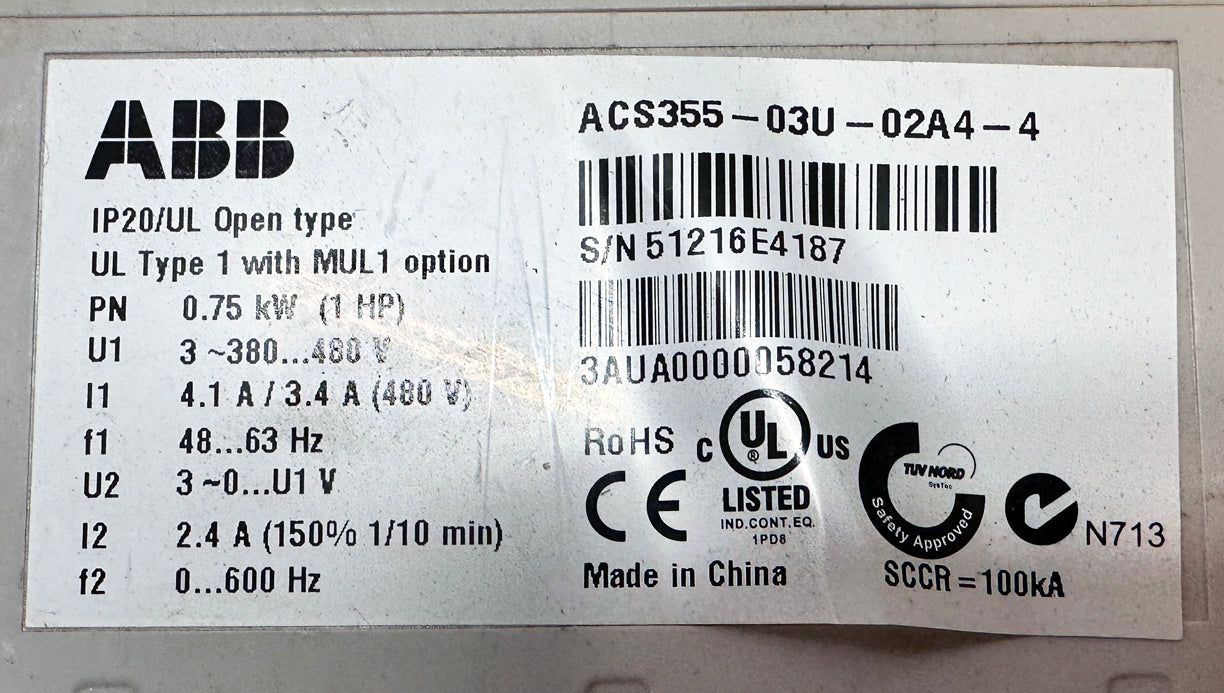 ABB
IP20/UL Open type
UL Type 1 with MUL1 option
PN 0.75 kW (1 HP)
U1 3 ~380...480 V
I1 4.1 A / 3.4 A (480 V)
f1 48...63 Hz
U2 3 ~0...U1 V
I2 2.4 A (150% 1/10 min)
f2 0...600 Hz
ACS355-03U-02A4-4
S/N 51216E4187
3AUA0000058214
RoHS
C UL ® US
LISTED
IND.CONT.EQ.
1PD8
CE
TUV NORD
SysTec
Safety Approved
N713
Made in China
SCCR = 100kA